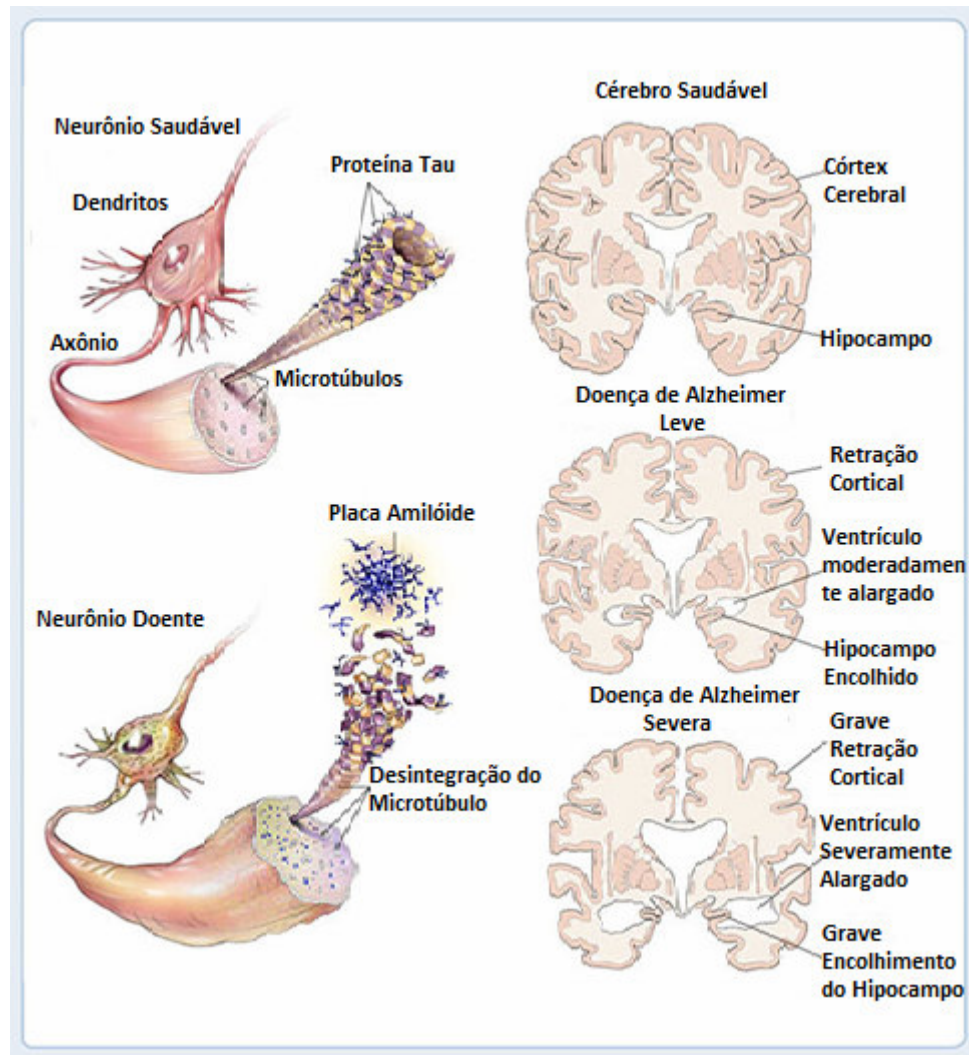 Neurônio Saudável
Dendritos
Axônio
Proteína Tau
Microtúbulos
Neurônio Doente
Placa Amilóide
Desintegração do
Microtúbulo
Cérebro Saudável
Córtex
Cerebral
Hipocampo
Doença de Alzheimer
Leve
Retração
Cortical
Ventrículo
moderadamen
te alargado
Hipocampo
Encolhido
Doença de Alzheimer
Severa
Grave
Retração
Cortical
Ventrículo
Severamente
Alargado
Grave
Encolhimento
do Hipocampo